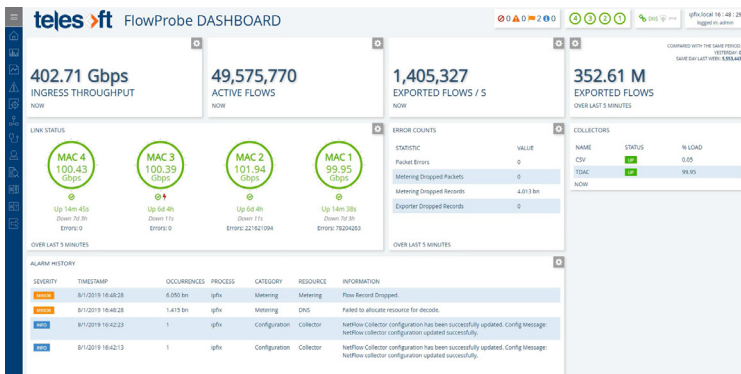 telesoft FlowProbe DASHBOARD
0 0 2 0
4 3 2 1
DNS
ipfix.local 16 : 48 : 29
logged in: admin
402.71 Gbps
INGRESS THROUGHPUT
NOW
49,575,770
ACTIVE FLOWS
NOW
1,405,327
EXPORTED FLOWS / S
NOW
COMPARED WITH THE SAME PERIOD:
YESTERDAY:
SAME DAY LAST WEEK:
352.61 M
EXPORTED FLOWS
OVER LAST 5 MINUTES
LINK STATUS
MAC 4
100.43
Gbps
Up 14m 45s
Down 7d 3h
Errors: 0
MAC 3
100.39
Gbps
Up 6d 4h
Down 11s
Errors: 0
MAC 2
101.94
Gbps
Up 6d 4h
Down 11s
Errors: 221621094
MAC 1
99.95
Gbps
Up 14m 38s
Down 7d 3h
Errors: 78204263
OVER LAST 5 MINUTES
ERROR COUNTS
STATISTIC VALUE
Packet Errors 0
Metering Dropped Packets 0
Metering Dropped Records 4.013 bn
Exporter Dropped Records 0
OVER LAST 5 MINUTES
COLLECTORS
NAME STATUS % LOAD
CSV UP 0.05
TDAC UP 99.95
NOW
ALARM HISTORY
SEVERITY TIMESTAMP OCCURRENCES PROCESS CATEGORY RESOURCE INFORMATION
MINOR 8/1/2019 16:48:28 6.050 bn ipfix Metering Metering Flow Record Dropped.
MINOR 8/1/2019 16:48:28 1.415 bn ipfix Metering DNS Failed to allocate resource for decode.
INFO 8/1/2019 16:42:23 1 ipfix Configuration Collector NetFlow Collector configuration has been successfully updated. Config Message:
NetFlow collector configuration updated successfully.
INFO 8/1/2019 16:42:13 1 ipfix Configuration Collector NetFlow Collector configuration has been successfully updated. Config Message:
NetFlow collector configuration updated successfully.